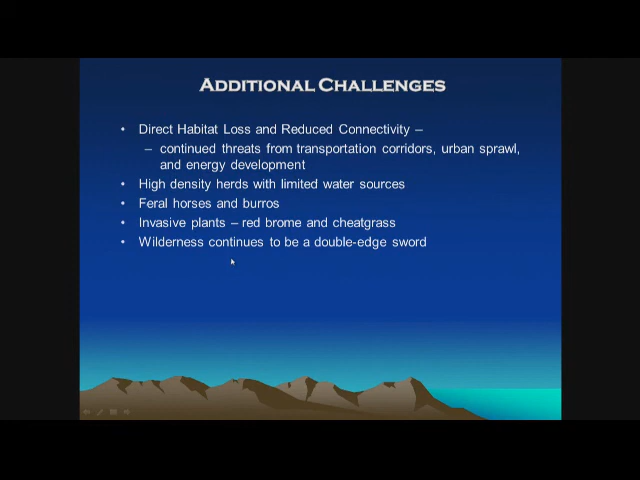 ADDITIONAL CHALLENGES
• Direct Habitat Loss and Reduced Connectivity –
– continued threats from transportation corridors, urban sprawl,
and energy development
• High density herds with limited water sources
• Feral horses and burros
• Invasive plants – red brome and cheatgrass
• Wilderness continues to be a double-edge sword